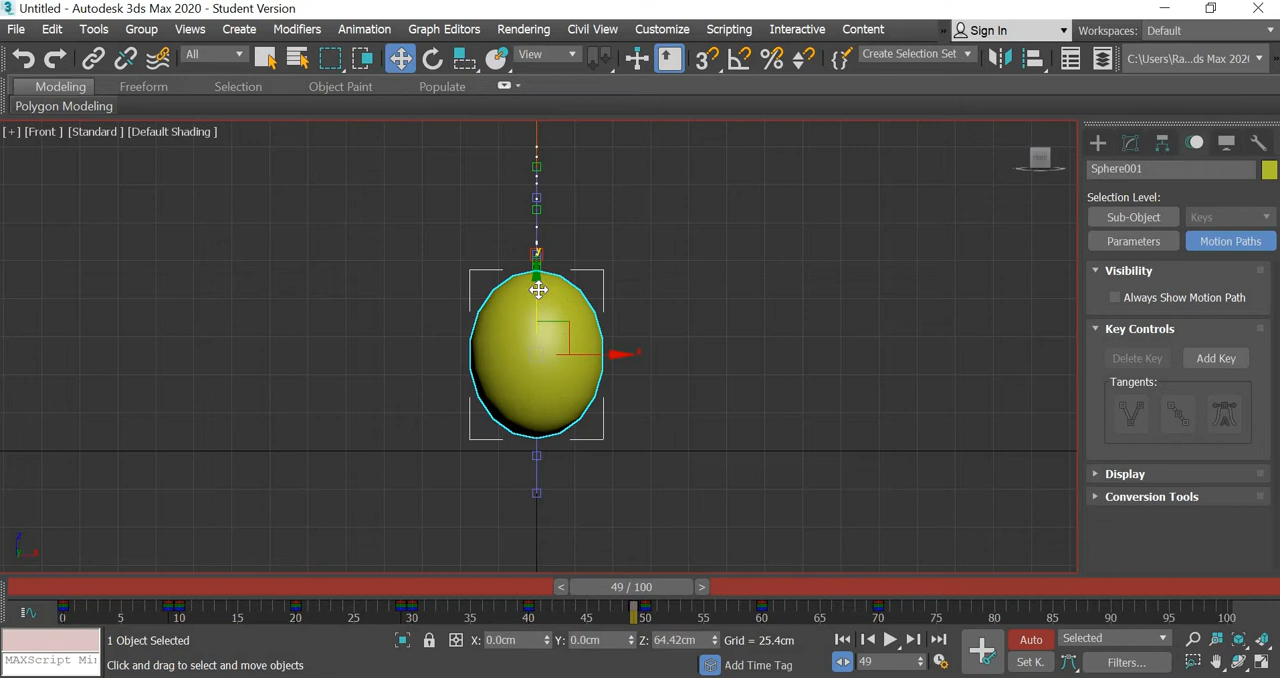 Untitled - Autodesk 3ds Max 2020 - Student Version
File Edit Tools Group Views Create Modifiers Animation Graph Editors Rendering Civil View Customize Scripting Interactive Content Sign In Workspaces: Default
All View Create Selection Set C:\Users\Ra...ds Max 2020
Modeling Freeform Selection Object Paint Populate
Polygon Modeling
[+] [Front ] [Standard ] [Default Shading ]
FRONT
Sphere001
Selection Level:
Sub-Object Keys
Parameters Motion Paths
Visibility
Always Show Motion Path
Key Controls
Delete Key Add Key
Tangents:
Display
Conversion Tools
y
x
z
x
< 49 / 100 >
0 5 10 15 20 25 30 35 40 45 50 55 60 65 70 75 80 85 90 95 100
1 Object Selected X: 0.0cm Y: 0.0cm Z: 64.42cm Grid = 25.4cm Auto Selected
MAXScript Mi
Click and drag to select and move objects Add Time Tag 49 Set K. Filters...